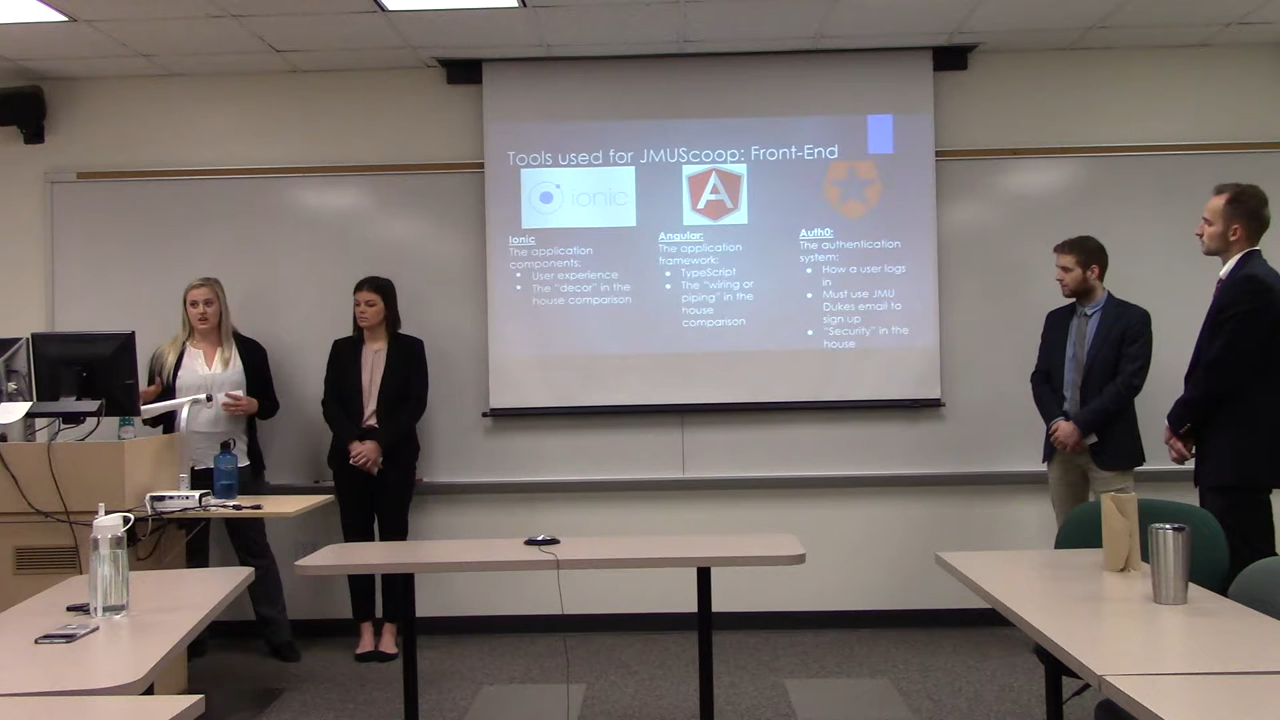 Tools used for JMUScoop: Front-End
ionic
A
Ionic
The application
components:
User experience
The "decor" in the
house comparison
Angular:
The application
framework:
TypeScript
The "wiring or
piping" in the
house
comparison
Auth0:
The authentication
system:
How a user logs
in
Must use JMU
Dukes email to
sign up
"Security" in the
house